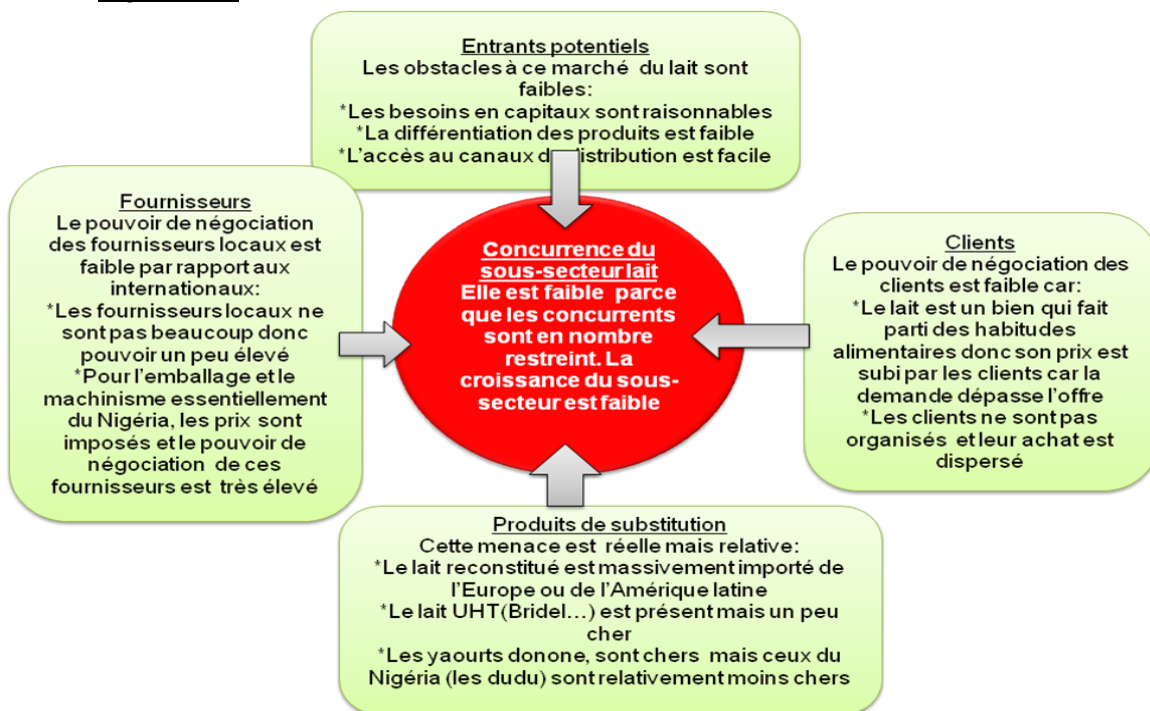 Entrants potentiels
Les obstacles à ce marché du lait sont
faibles:
*Les besoins en capitaux sont raisonnables
*La différentiation des produits est faible
*L'accès au canaux de distribution est facile
Fournisseurs
Le pouvoir de négociation
des fournisseurs locaux est
faible par rapport aux
internationaux:
*Les fournisseurs locaux ne
sont pas beaucoup donc
pouvoir un peu élevé
*Pour l'emballage et le
machinisme essentiellement
du Nigéria, les prix sont
imposés et le pouvoir de
négociation de ces
fournisseurs est très élevé
Concurrence du
sous-secteur lait
Elle est faible parce
que les concurrents
sont en nombre
restreint. La
croissance du sous-
secteur est faible
Clients
Le pouvoir de négociation des
clients est faible car:
*Le lait est un bien qui fait
parti des habitudes
alimentaires donc son prix est
subi par les clients car la
demande dépasse l'offre
*Les clients ne sont pas
organisés et leur achat est
dispersé
Produits de substitution
Cette menace est réelle mais relative:
*Le lait reconstitué est massivement importé de
l'Europe ou de l'Amérique latine
*Le lait UHT(Bridel...) est présent mais un peu
cher
*Les yaourts donone, sont chers mais ceux du
Nigéria (les dudu) sont relativement moins chers